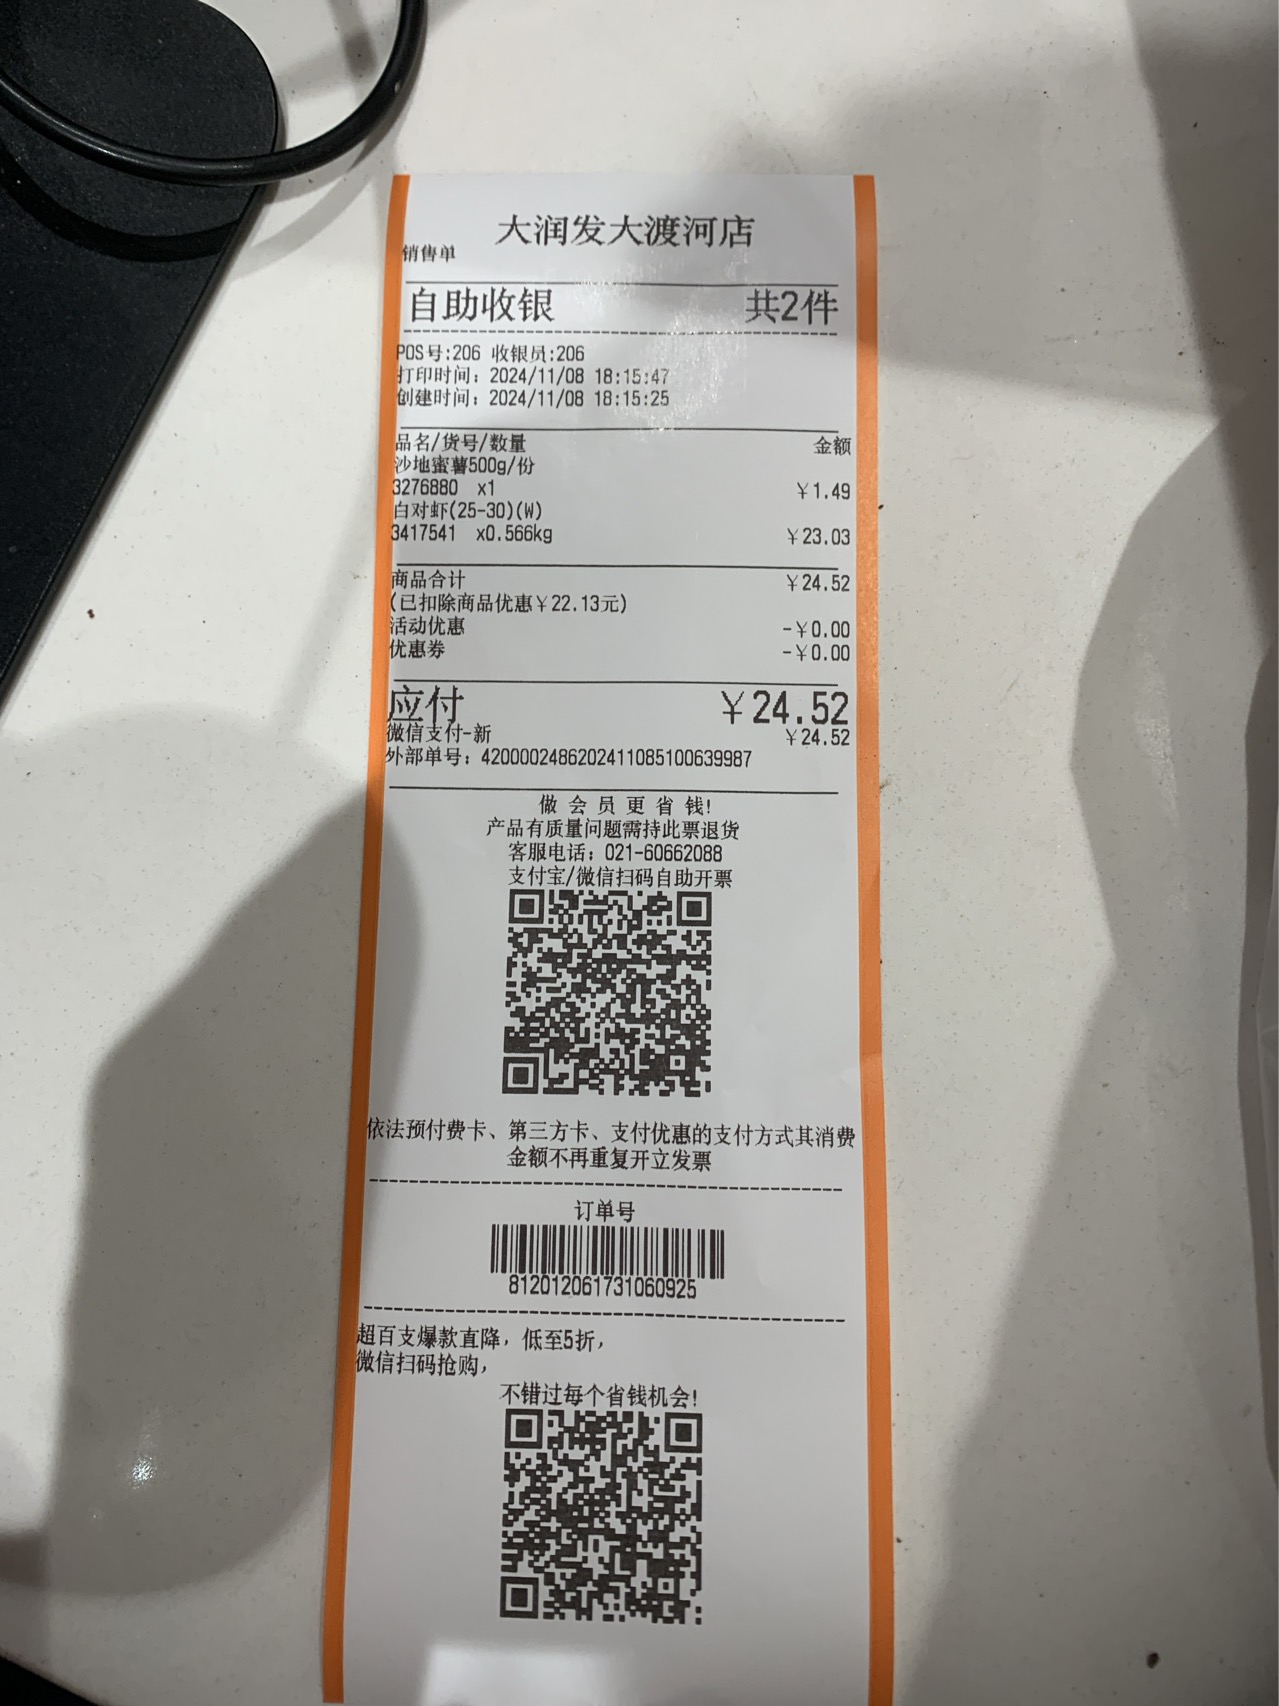 大润发大渡河店
销售单
自助收银 共2件
POS号:206 收银员:206
打印时间: 2024/11/08 18:15:47
创建时间: 2024/11/08 18:15:25
品名/货号/数量 金额
沙地蜜薯500g/份
3276880 x1 ￥1.49
白对虾(25-30)(W)
3417541 x0.566kg ￥23.03
商品合计 ￥24.52
(已扣除商品优惠￥22.13元)
活动优惠 -￥0.00
优惠券 -￥0.00
应付 ￥24.52
微信支付-新 ￥24.52
外部单号: 4200002486202411085100639987
做会员更省钱!
产品有质量问题需持此票退货
客服电话: 021-60662088
支付宝/微信扫码自助开票
依法预付费卡、第三方卡、支付优惠的支付方式其消费
金额不再重复开立发票
订单号
812012061731060925
超百支爆款直降，低至5折，
微信扫码抢购，
不错过每个省钱机会!